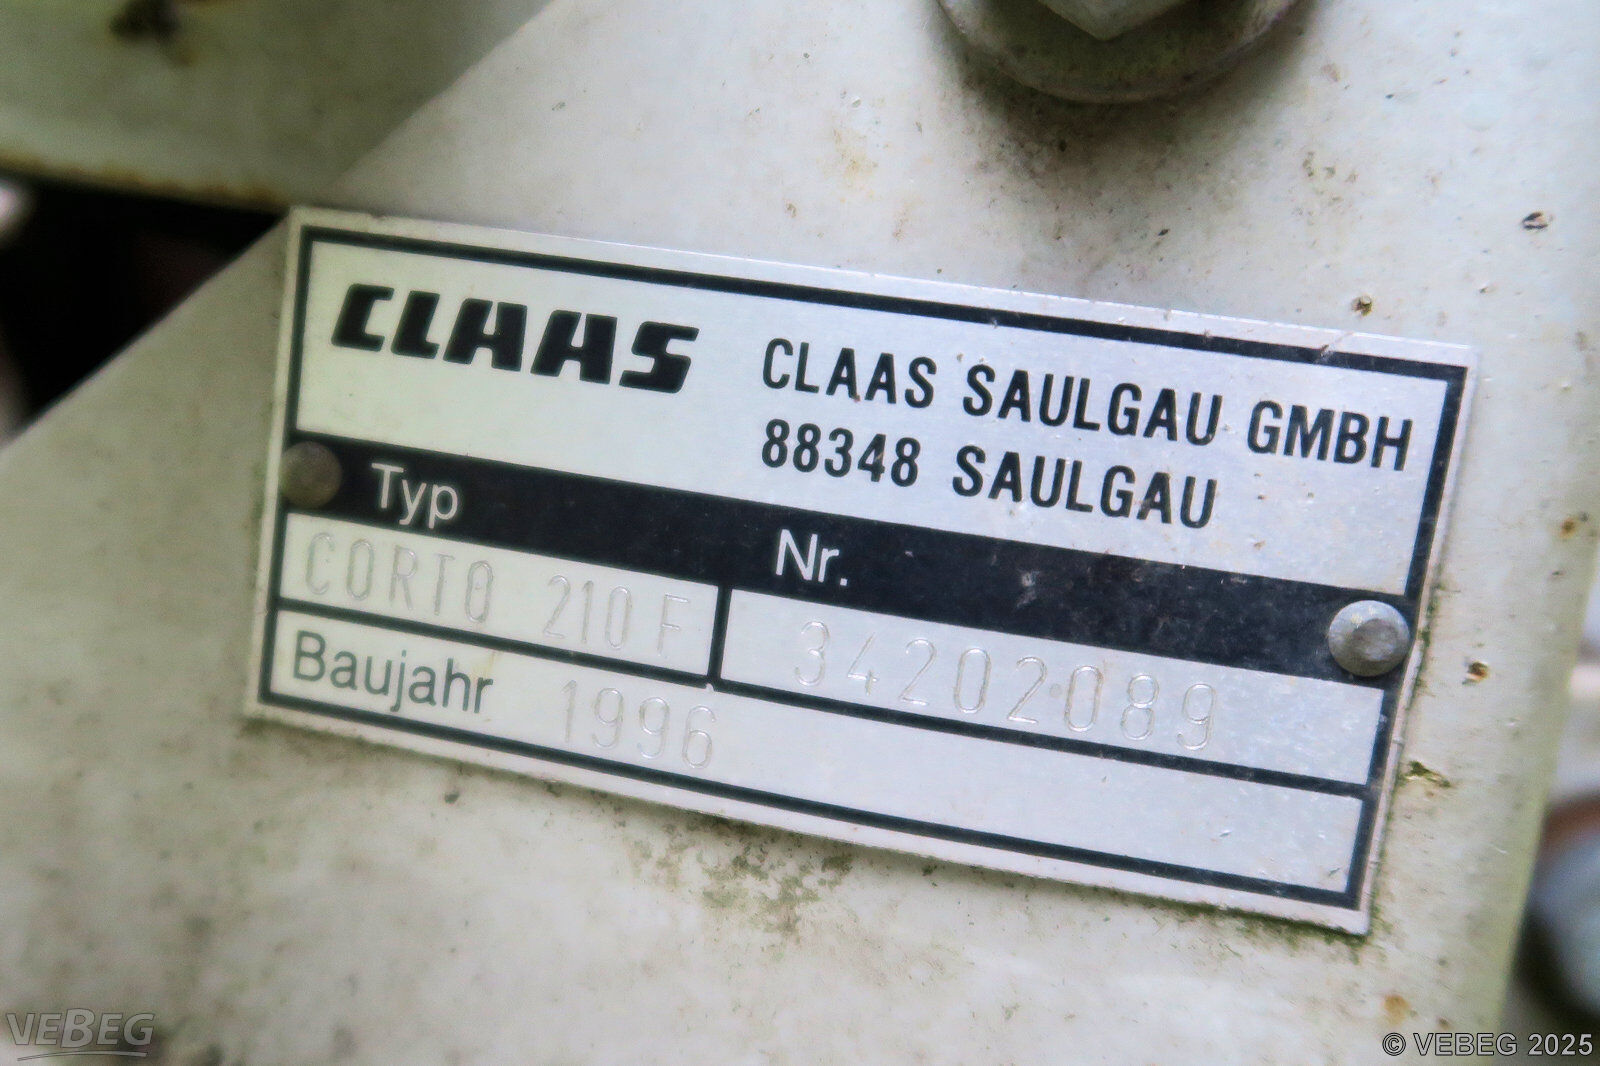 CLAAS
CLAAS SAULGAU GMBH
88348 SAULGAU
Typ
Nr.
CORTO 210 F
34202089
Baujahr 1996
VEBEG
© VEBEG 2025